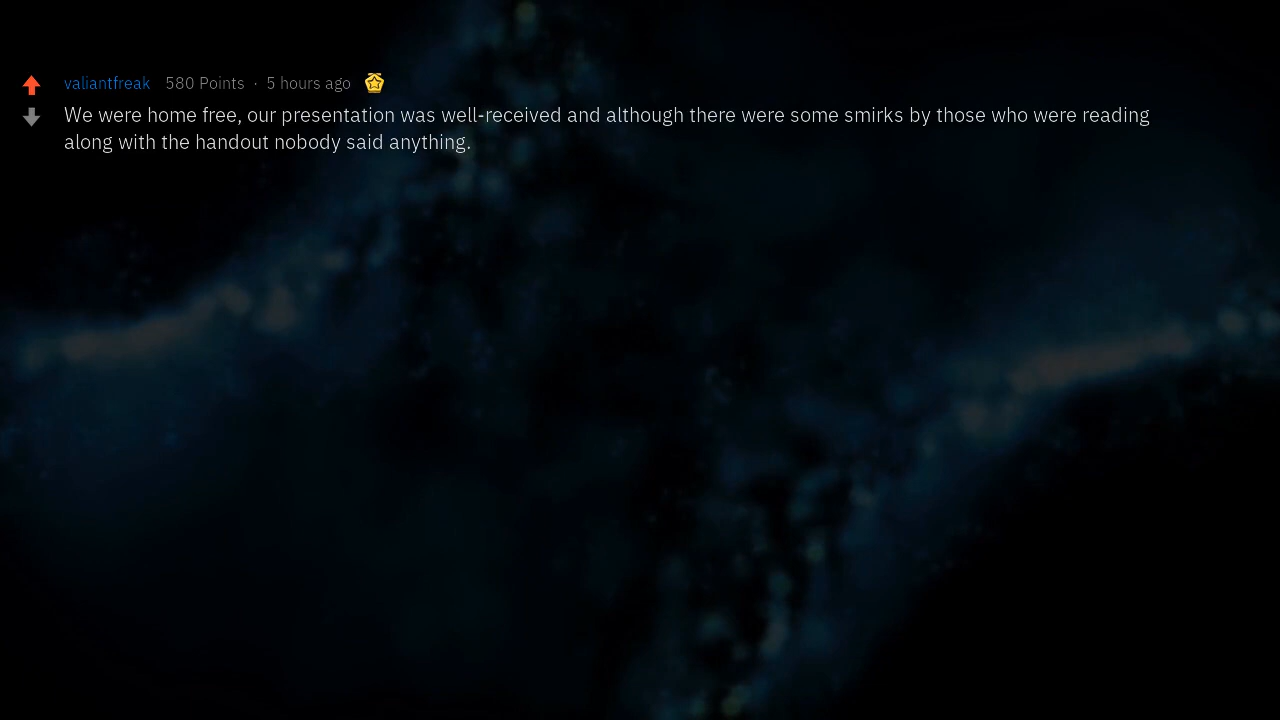 valiantfreak 580 Points · 5 hours ago
We were home free, our presentation was well-received and although there were some smirks by those who were reading
along with the handout nobody said anything.